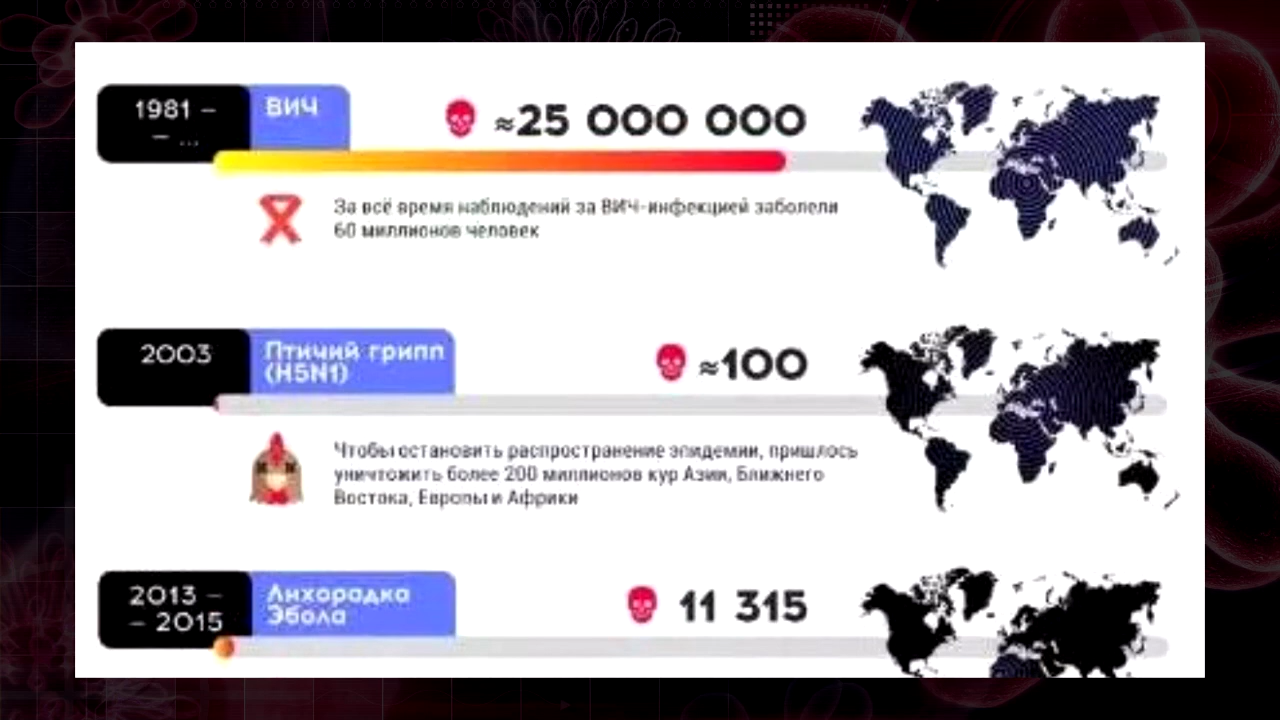 1981 –
– ...
ВИЧ
≈25 000 000
За всё время наблюдений за ВИЧ-инфекцией заболели
60 миллионов человек
2003
Птичий грипп
(H5N1)
≈100
Чтобы остановить распространение эпидемии, пришлось
уничтожить более 200 миллионов кур Азии, Ближнего
Востока, Европы и Африки
2013 –
– 2015
Лихорадка
Эбола
11 315